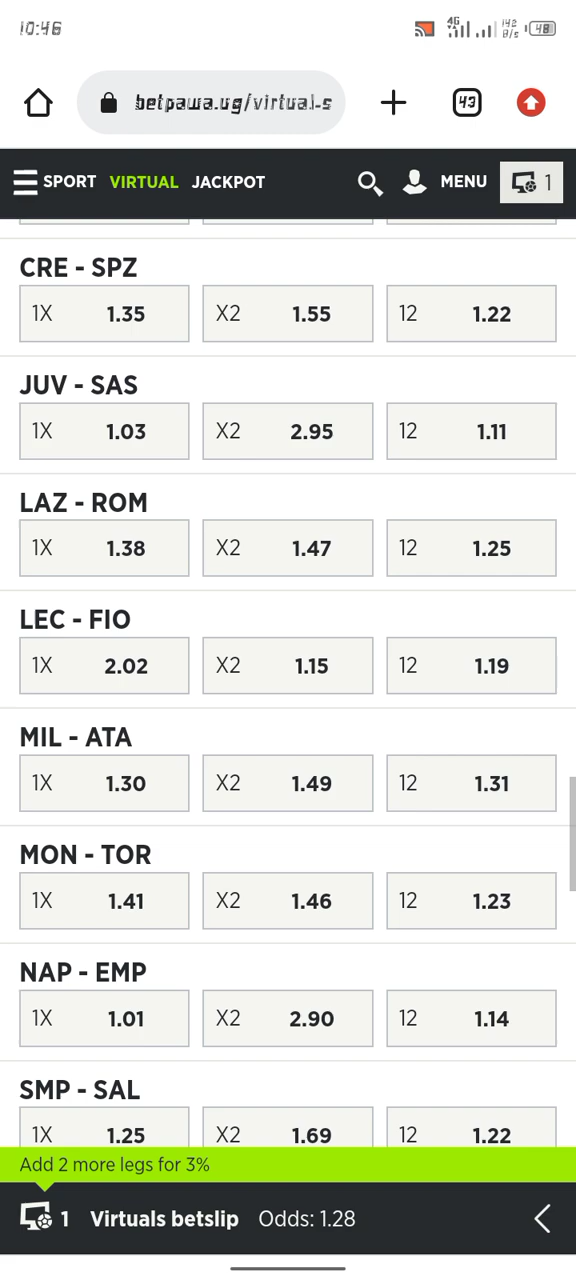 10:46 4G 142 B/s 48
betpawa.ug/virtual-s 43
SPORT VIRTUAL JACKPOT MENU 1
CRE - SPZ
1X 1.35 X2 1.55 12 1.22
JUV - SAS
1X 1.03 X2 2.95 12 1.11
LAZ - ROM
1X 1.38 X2 1.47 12 1.25
LEC - FIO
1X 2.02 X2 1.15 12 1.19
MIL - ATA
1X 1.30 X2 1.49 12 1.31
MON - TOR
1X 1.41 X2 1.46 12 1.23
NAP - EMP
1X 1.01 X2 2.90 12 1.14
SMP - SAL
1X 1.25 X2 1.69 12 1.22
Add 2 more legs for 3%
1 Virtuals betslip Odds: 1.28